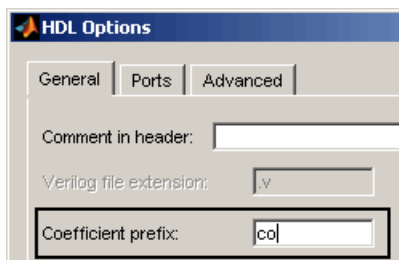 HDL Options
General Ports Advanced
Comment in header:
Verilog file extension: .v
Coefficient prefix: co